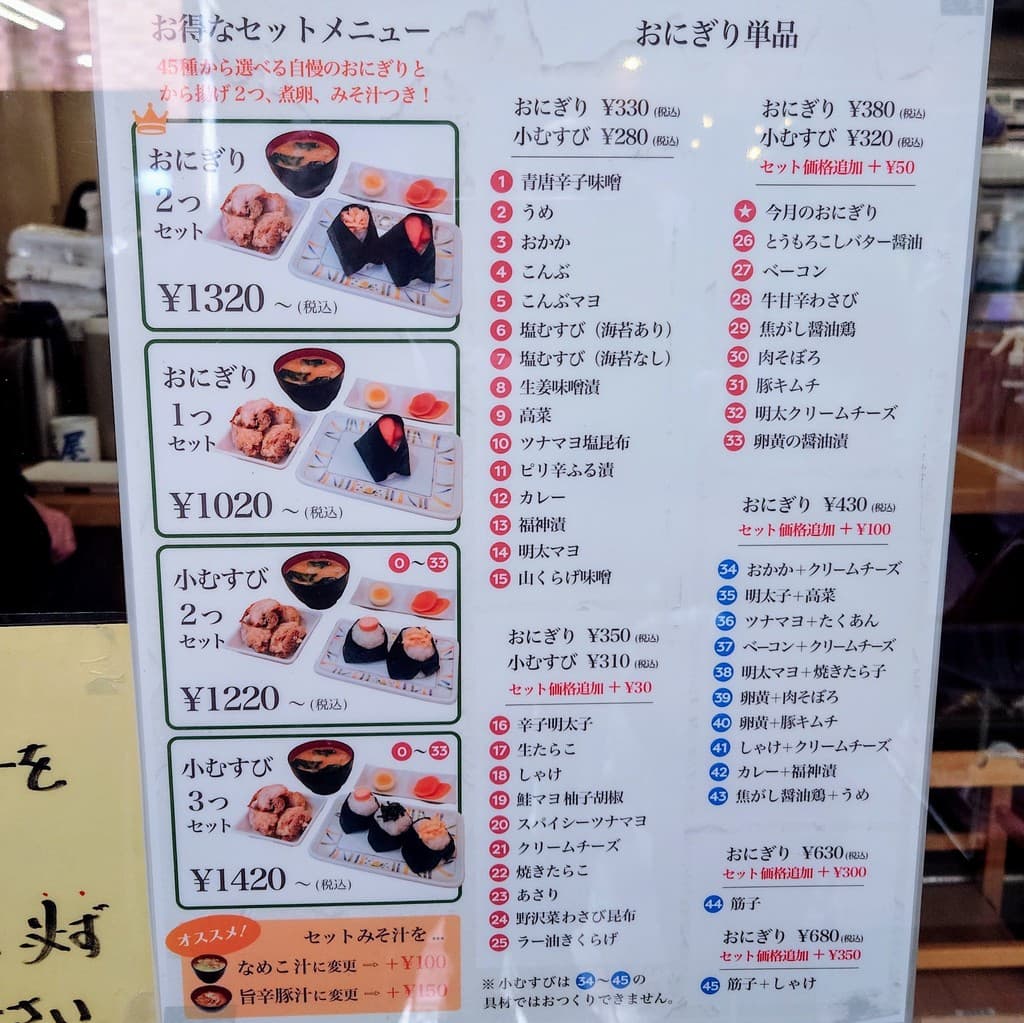 お得なセットメニュー
45種から選べる自慢のおにぎりと
から揚げ2つ、煮卵、みそ汁つき!
おにぎり
2つ
セット
¥1320 ～(税込)
おにぎり
1つ
セット
¥1020 ～(税込)
小むすび
2つ
セット
0～33
¥1220 ～(税込)
小むすび
3つ
セット
0～33
¥1420 ～(税込)
オススメ!
セットみそ汁を…
なめこ汁に変更 ⇒ +¥100
旨辛豚汁に変更 ⇒ +¥150
おにぎり単品
おにぎり ¥330(税込)
小むすび ¥280(税込)
1 青唐辛子味噌
2 うめ
3 おかか
4 こんぶ
5 こんぶマヨ
6 塩むすび（海苔あり）
7 塩むすび（海苔なし）
8 生姜味噌漬
9 高菜
10 ツナマヨ塩昆布
11 ピリ辛ふる漬
12 カレー
13 福神漬
14 明太マヨ
15 山くらげ味噌
おにぎり ¥350(税込)
小むすび ¥310(税込)
セット価格追加 + ¥30
16 辛子明太子
17 生たらこ
18 しゃけ
19 鮭マヨ柚子胡椒
20 スパイシーツナマヨ
21 クリームチーズ
22 焼きたらこ
23 あさり
24 野沢菜わさび昆布
25 ラー油きくらげ
※小むすびは 34～45 の
具材ではおつくりできません。
おにぎり ¥380(税込)
小むすび ¥320(税込)
セット価格追加 + ¥50
★ 今月のおにぎり
26 とうもろこしバター醤油
27 ベーコン
28 牛甘辛わさび
29 焦がし醤油鶏
30 肉そぼろ
31 豚キムチ
32 明太クリームチーズ
33 卵黄の醤油漬
おにぎり ¥430(税込)
セット価格追加 + ¥100
34 おかか+クリームチーズ
35 明太子+高菜
36 ツナマヨ+たくあん
37 ベーコン+クリームチーズ
38 明太マヨ+焼きたら子
39 卵黄+肉そぼろ
40 卵黄+豚キムチ
41 しゃけ+クリームチーズ
42 カレー+福神漬
43 焦がし醤油鶏+うめ
おにぎり ¥630(税込)
セット価格追加 + ¥300
44 筋子
おにぎり ¥680(税込)
セット価格追加 + ¥350
45 筋子+しゃけ
屋
ーを
さい